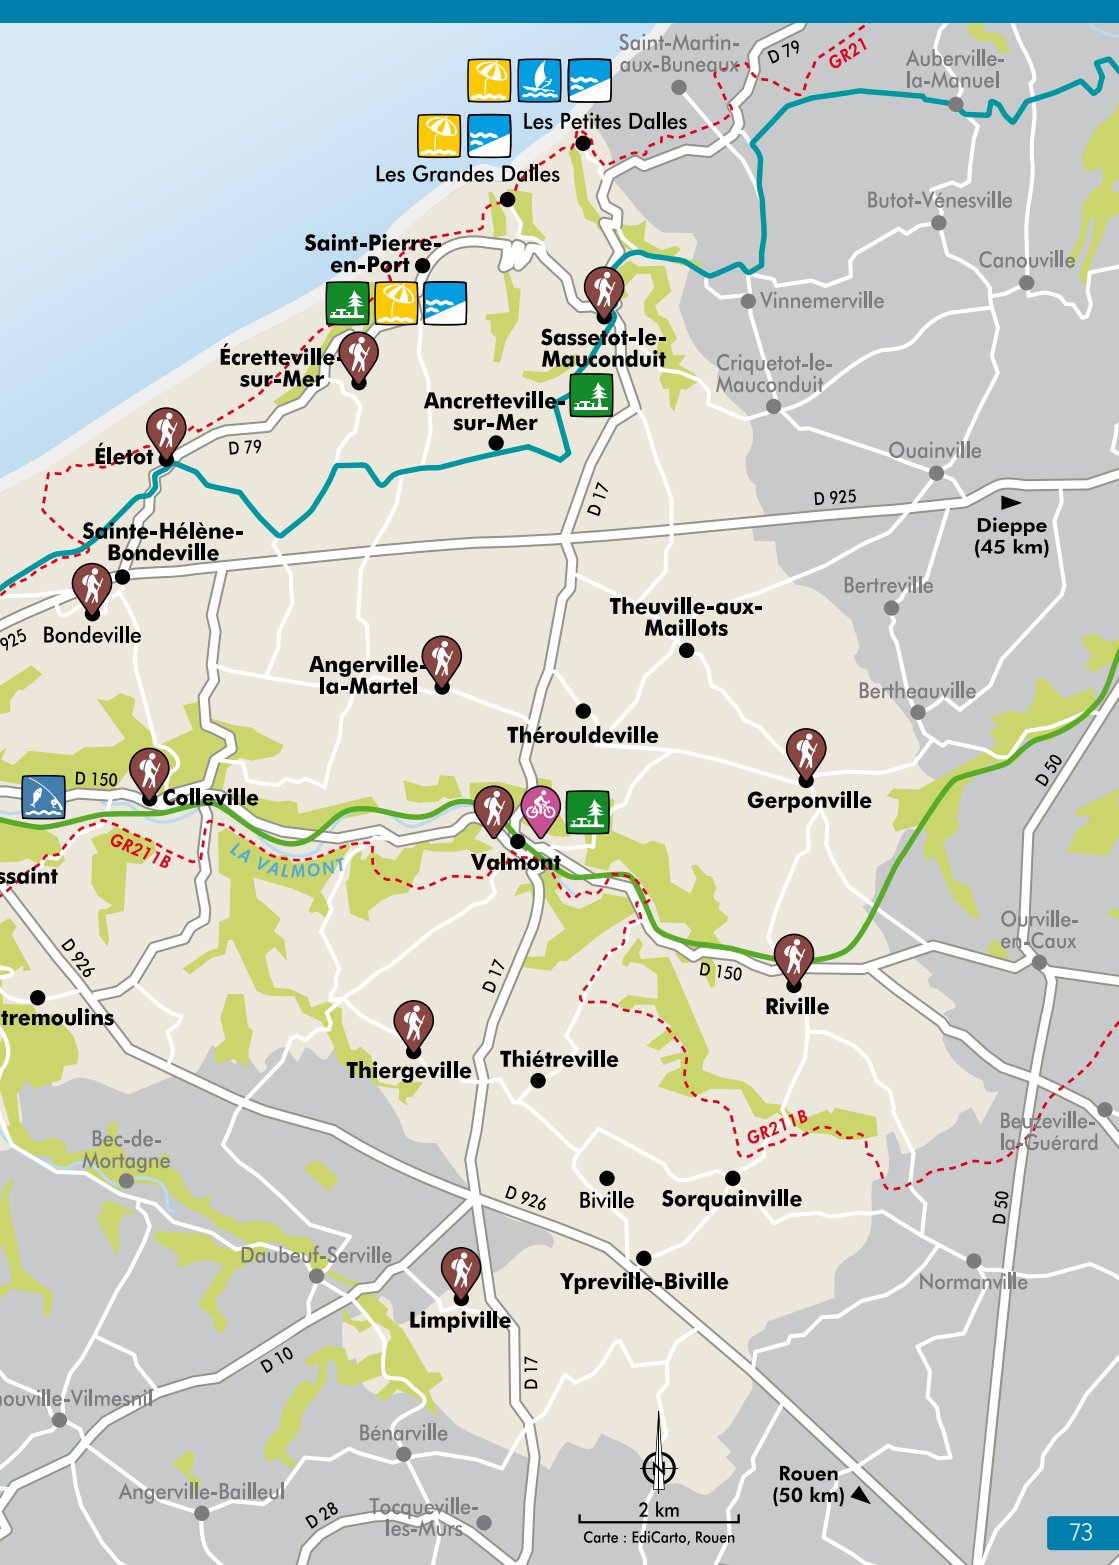 Saint-Martin-
aux-Buneaux
D 79
GR21
Auberville-
la-Manuel
Les Petites Dalles
Les Grandes Dalles
Butot-Vénesville
Saint-Pierre-
en-Port
Canouville
Vinnemerville
Sassetot-le-
Mauconduit
Écretteville-
sur-Mer
Criquetot-le-
Mauconduit
Ancretteville-
sur-Mer
D 79
Életot
Ouainville
D 17
D 925
Dieppe
(45 km)
Sainte-Hélène-
Bondeville
Bertreville
Theuville-aux-
Maillots
925
Bondeville
Angerville-
la-Martel
Bertheauville
Thérouldeville
D 150
Colleville
D 50
Gerponville
GR211B
LA VALMONT
Valmont
ssaint
Ourville-
en-Caux
D 926
D 17
D 150
Riville
tremoulins
Thiergeville
Thiétreville
GR211B
Beuzeville-
la-Guérard
Bec-de-
Mortagne
D 926
Biville
Sorquainville
D 50
Daubeuf-Serville
Ypreville-Biville
Normanville
Limpiville
D 10
D 17
nouville-Vilmesnil
Bénarville
N
Rouen
(50 km)
Angerville-Bailleul
D 28
Tocqueville-
les-Murs
2 km
Carte : EdiCarto, Rouen
73